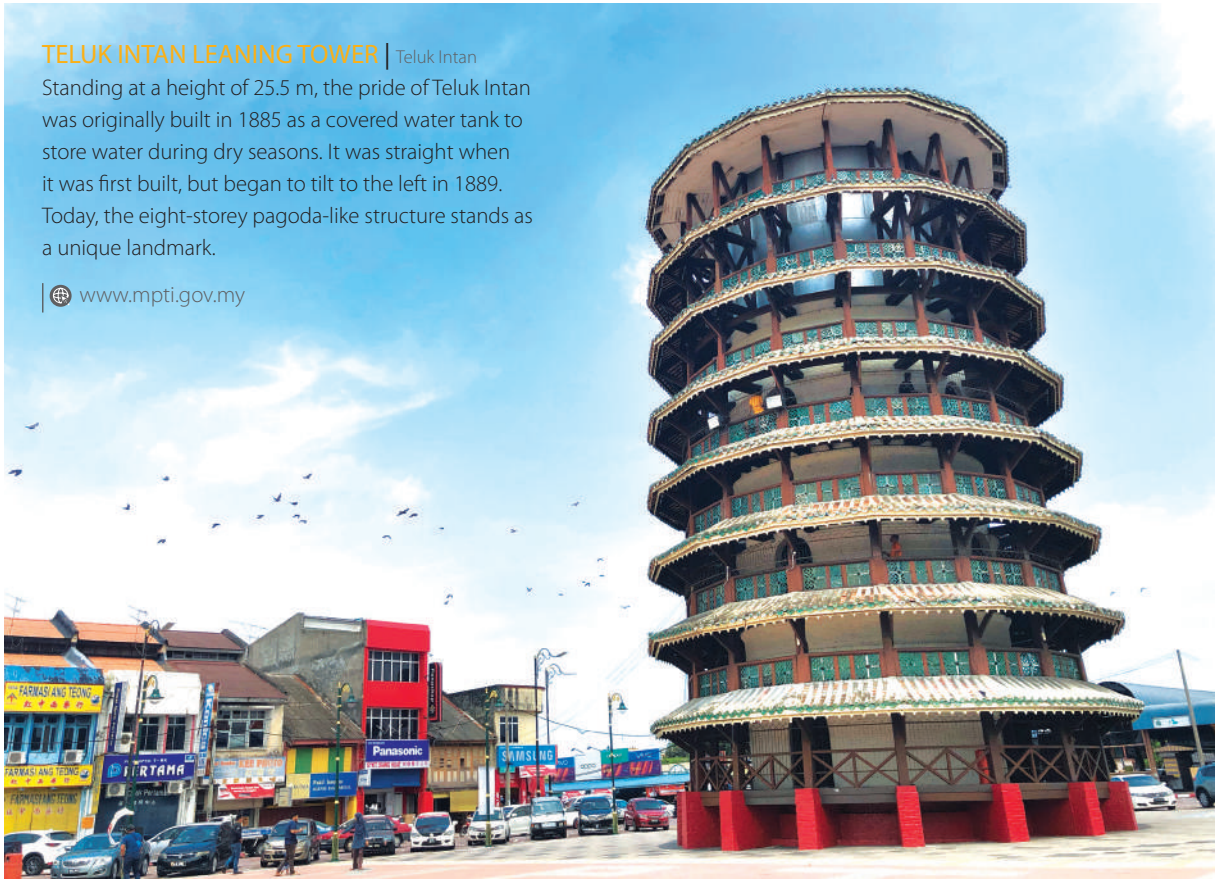 TELUK INTAN LEANING TOWER | Teluk Intan
Standing at a height of 25.5 m, the pride of Teluk Intan
was originally built in 1885 as a covered water tank to
store water during dry seasons. It was straight when
it was first built, but began to tilt to the left in 1889.
Today, the eight-storey pagoda-like structure stands as
a unique landmark.
www.mpti.gov.my
FARMASI ANG TEONG
FARMASI ANG TEONG
FARMASI ANG TEONG
PERTAMA
Panasonic
SAMSUNG
oppo
vivo